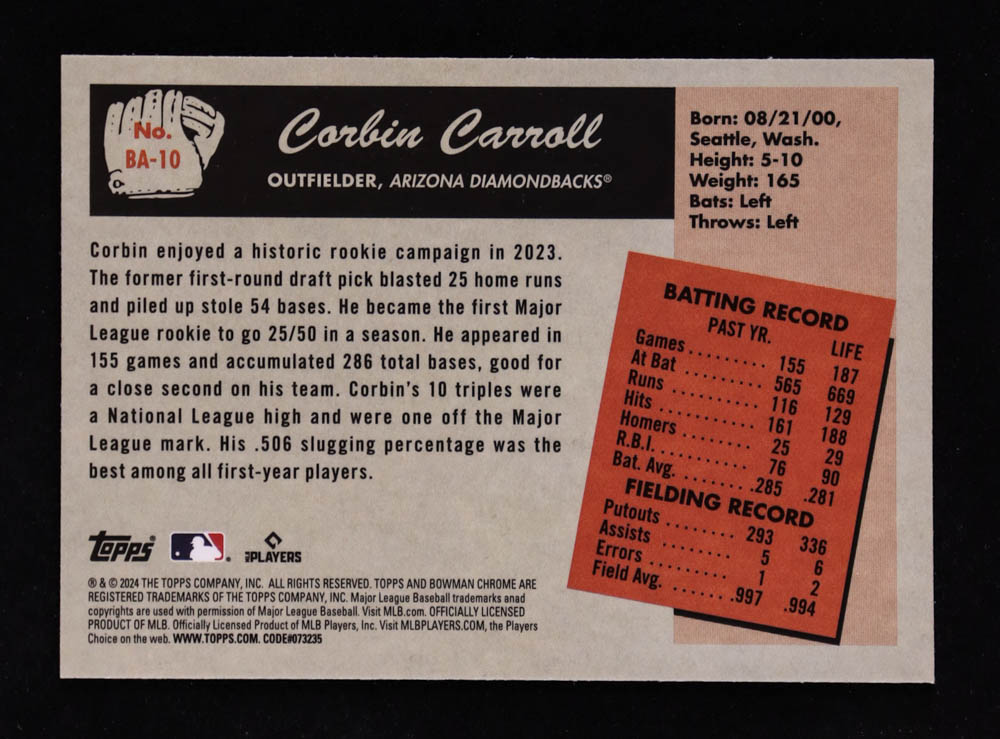 No.
BA-10
Corbin Carroll
OUTFIELDER, ARIZONA DIAMONDBACKS®
Born: 08/21/00,
Seattle, Wash.
Height: 5-10
Weight: 165
Bats: Left
Throws: Left
Corbin enjoyed a historic rookie campaign in 2023.
The former first-round draft pick blasted 25 home runs
and piled up stole 54 bases. He became the first Major
League rookie to go 25/50 in a season. He appeared in
155 games and accumulated 286 total bases, good for
a close second on his team. Corbin's 10 triples were
a National League high and were one off the Major
League mark. His .506 slugging percentage was the
best among all first-year players.
BATTING RECORD
PAST YR. LIFE
Games........ 155 187
At Bat ........ 565 669
Runs ......... 116 129
Hits .......... 161 188
Homers ........ 25 29
R.B.I. ......... 76 90
Bat. Avg. ..... .285 .281
FIELDING RECORD
Putouts ....... 293 336
Assists ........ 5 6
Errors ......... 1 2
Field Avg. ..... .997 .994
Topps ® MLB PLAYERS
® & © 2024 THE TOPPS COMPANY, INC. ALL RIGHTS RESERVED. TOPPS AND BOWMAN CHROME ARE
REGISTERED TRADEMARKS OF THE TOPPS COMPANY, INC. Major League Baseball trademarks anad
copyrights are used with permission of Major League Baseball. Visit MLB.com. OFFICIALLY LICENSED
PRODUCT OF MLB. Officially Licensed Product of MLB Players, Inc. Visit MLBPLAYERS.COM, the Players
Choice on the web. WWW.TOPPS.COM. CODE#073235